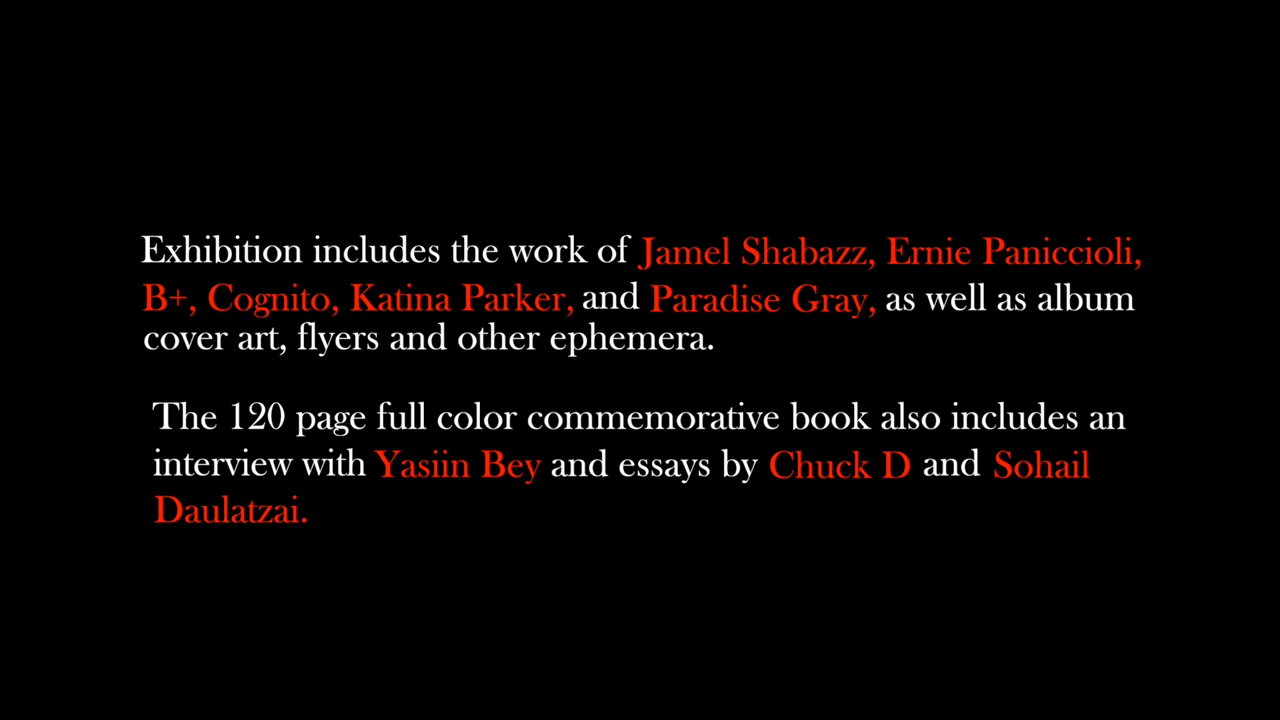 Exhibition includes the work of Jamel Shabazz, Ernie Paniccioli,
B+, Cognito, Katina Parker, and Paradise Gray, as well as album
cover art, flyers and other ephemera.
The 120 page full color commemorative book also includes an
interview with Yasiin Bey and essays by Chuck D and Sohail
Daulatzai.